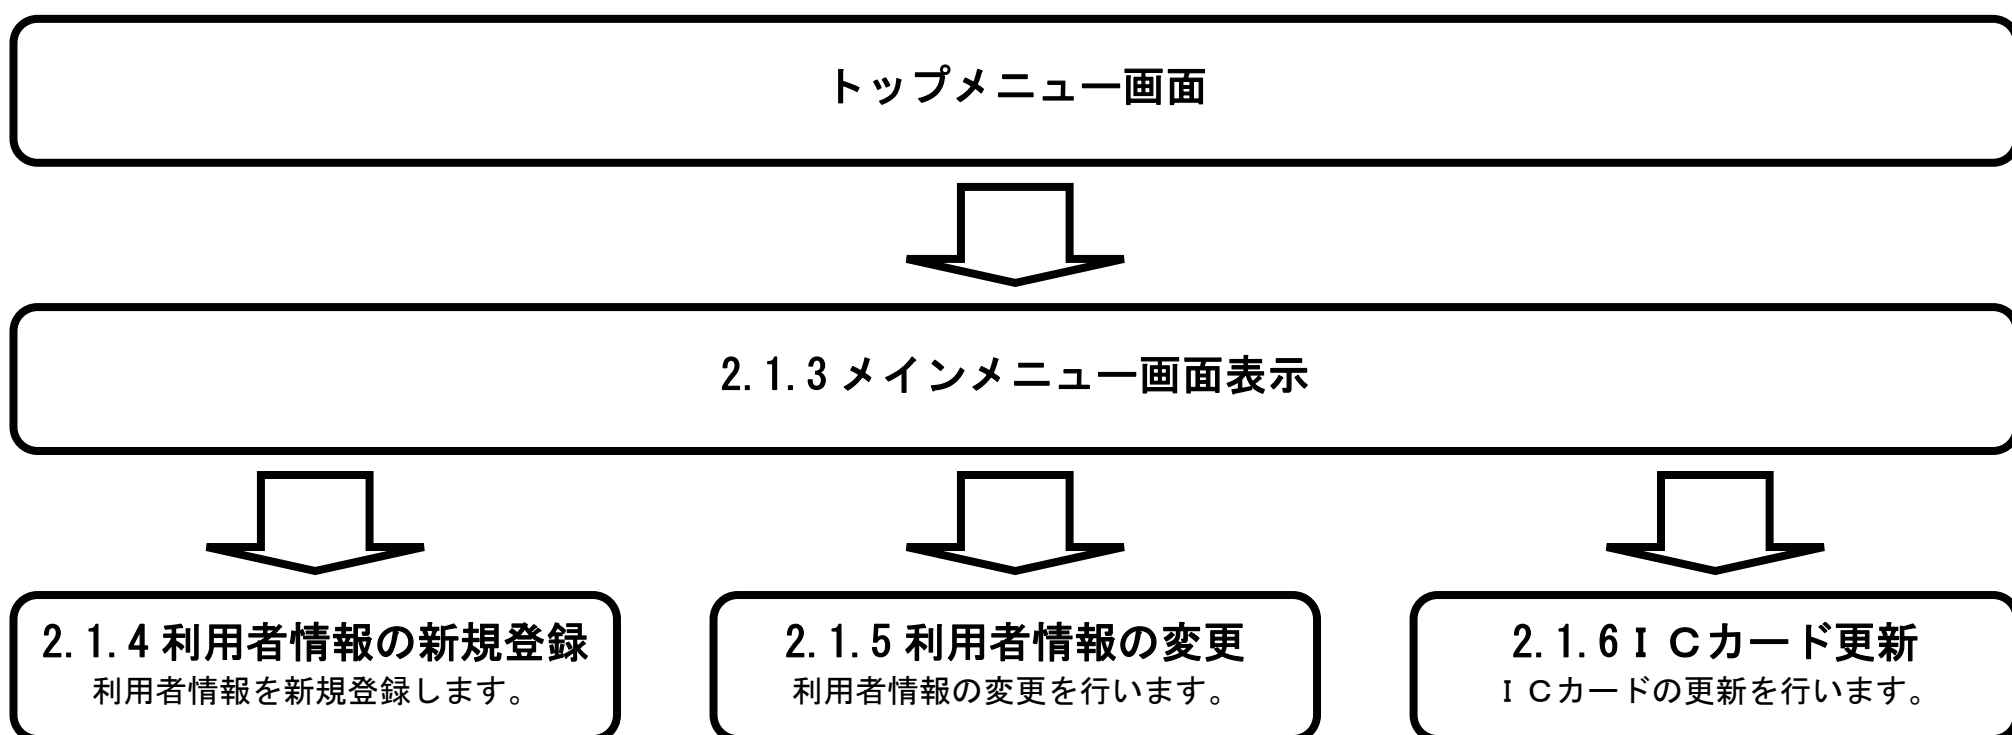 トップメニュー画面
2.1.3 メインメニュー画面表示
2.1.4 利用者情報の新規登録
利用者情報を新規登録します。
2.1.5 利用者情報の変更
利用者情報の変更を行います。
2.1.6 ＩＣカード更新
ＩＣカードの更新を行います。